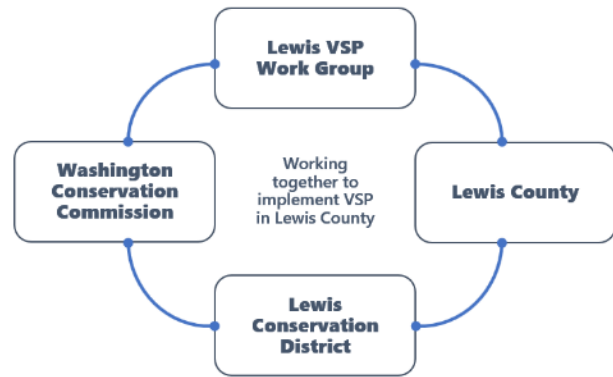 Lewis VSP
Work Group
Washington
Conservation
Commission
Working
together to
implement VSP
in Lewis County
Lewis County
Lewis
Conservation
District